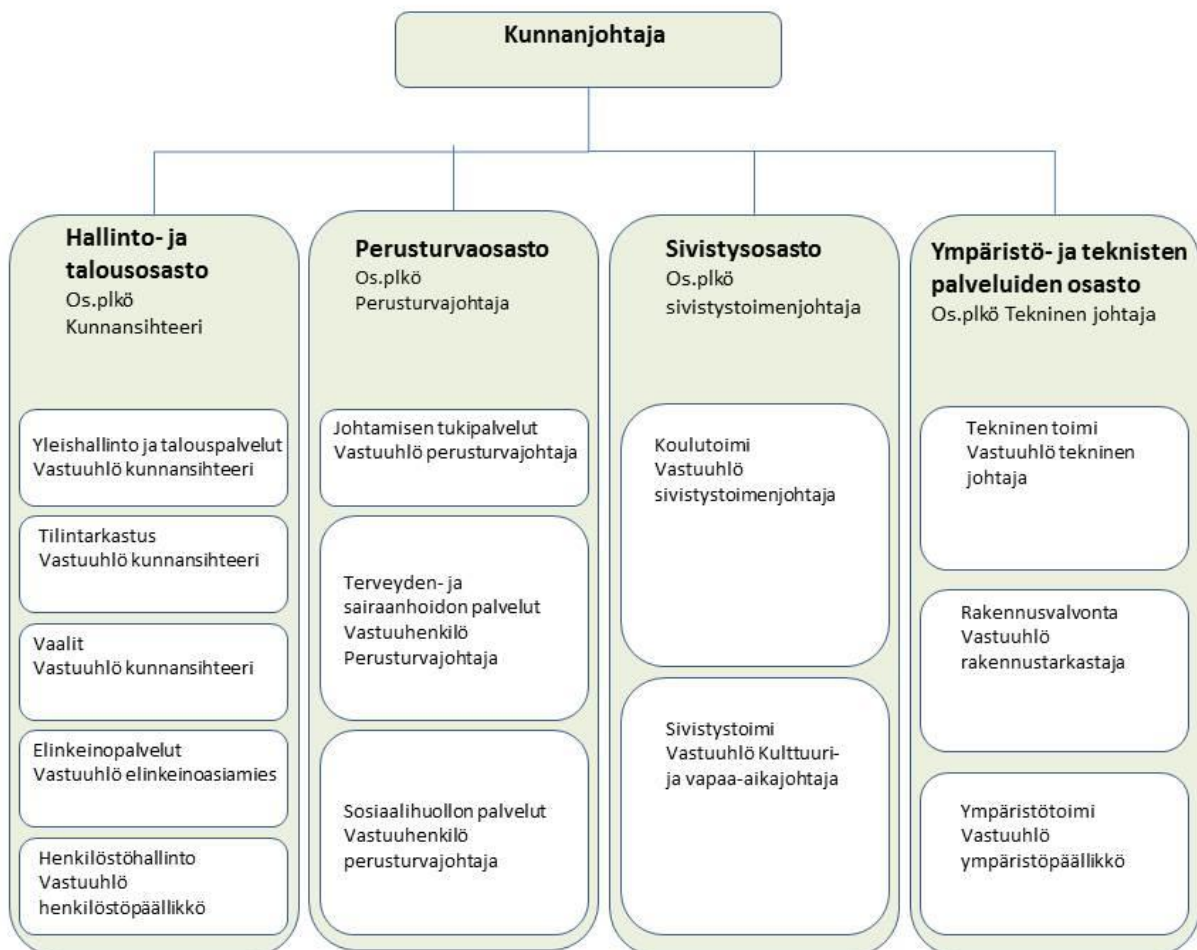 Kunnanjohtaja
Hallinto- ja
talousosasto
Os.plkö
Kunnansihteeri
Yleishallinto ja talouspalvelut
Vastuuhlö kunnansihteeri
Tilintarkastus
Vastuuhlö kunnansihteeri
Vaalit
Vastuuhlö kunnansihteeri
Elinkeinopalvelut
Vastuuhlö elinkeinoasiamies
Henkilöstöhallinto
Vastuuhlö
henkilöstöpäällikkö
Perusturvaosasto
Os.plkö
Perusturvajohtaja
Johtamisen tukipalvelut
Vastuuhlö perusturvajohtaja
Terveyden- ja
sairaanhoidon palvelut
Vastuuhenkilö
Perusturvajohtaja
Sosiaalihuollon palvelut
Vastuuhenkilö
perusturvajohtaja
Sivistysosasto
Os.plkö
sivistystoimenjohtaja
Koulutoimi
Vastuuhlö
sivistystoimenjohtaja
Sivistystoimi
Vastuuhlö Kulttuuri-
ja vapaa-aikajohtaja
Ympäristö- ja teknisten
palveluiden osasto
Os.plkö Tekninen johtaja
Tekninen toimi
Vastuuhlö tekninen
johtaja
Rakennusvalvonta
Vastuuhlö
rakennustarkastaja
Ympäristötoimi
Vastuuhlö
ympäristöpäällikkö